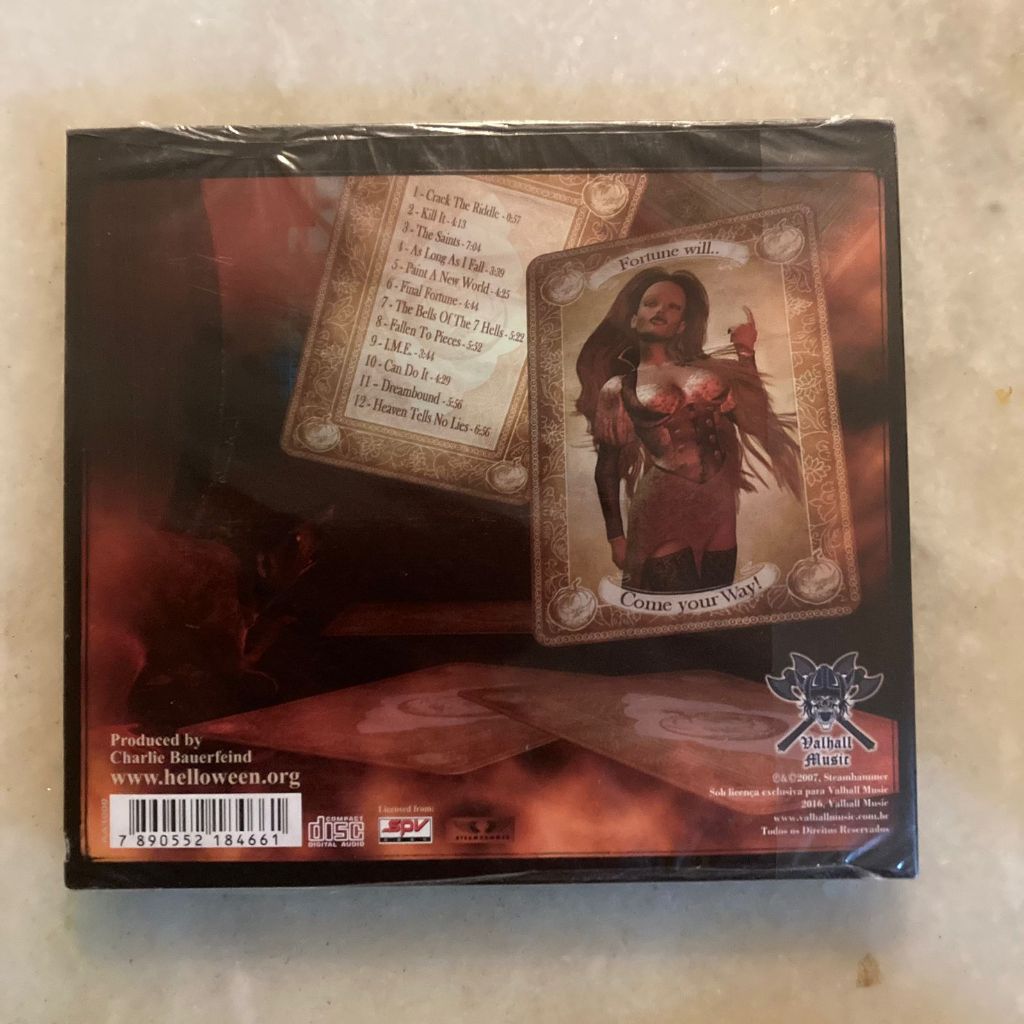 1 - Crack The Riddle - 0:57
2 - Kill It - 4:13
3 - The Saints - 7:04
4 - As Long As I Fall - 3:39
5 - Paint A New World - 4:25
6 - Final Fortune - 4:44
7 - The Bells Of The 7 Hells - 5:22
8 - Fallen To Pieces - 5:52
9 - I.M.E. - 3:44
10 - Can Do It - 4:29
11 - Dreambound - 5:56
12 - Heaven Tells No Lies - 6:56
Fortune will..
Come your Way!
Produced by
Charlie Bauerfeind
www.helloween.org
7 890552 184661
COMPACT
disc
DIGITAL AUDIO
Licensed from:
SPV
STEAMHAMMER
Valhall
Music
℗&©2007, Steamhammer
Sob licença exclusiva para Valhall Music
2016, Valhall Music
www.valhallmusic.com.br
Todos os Direitos Reservados